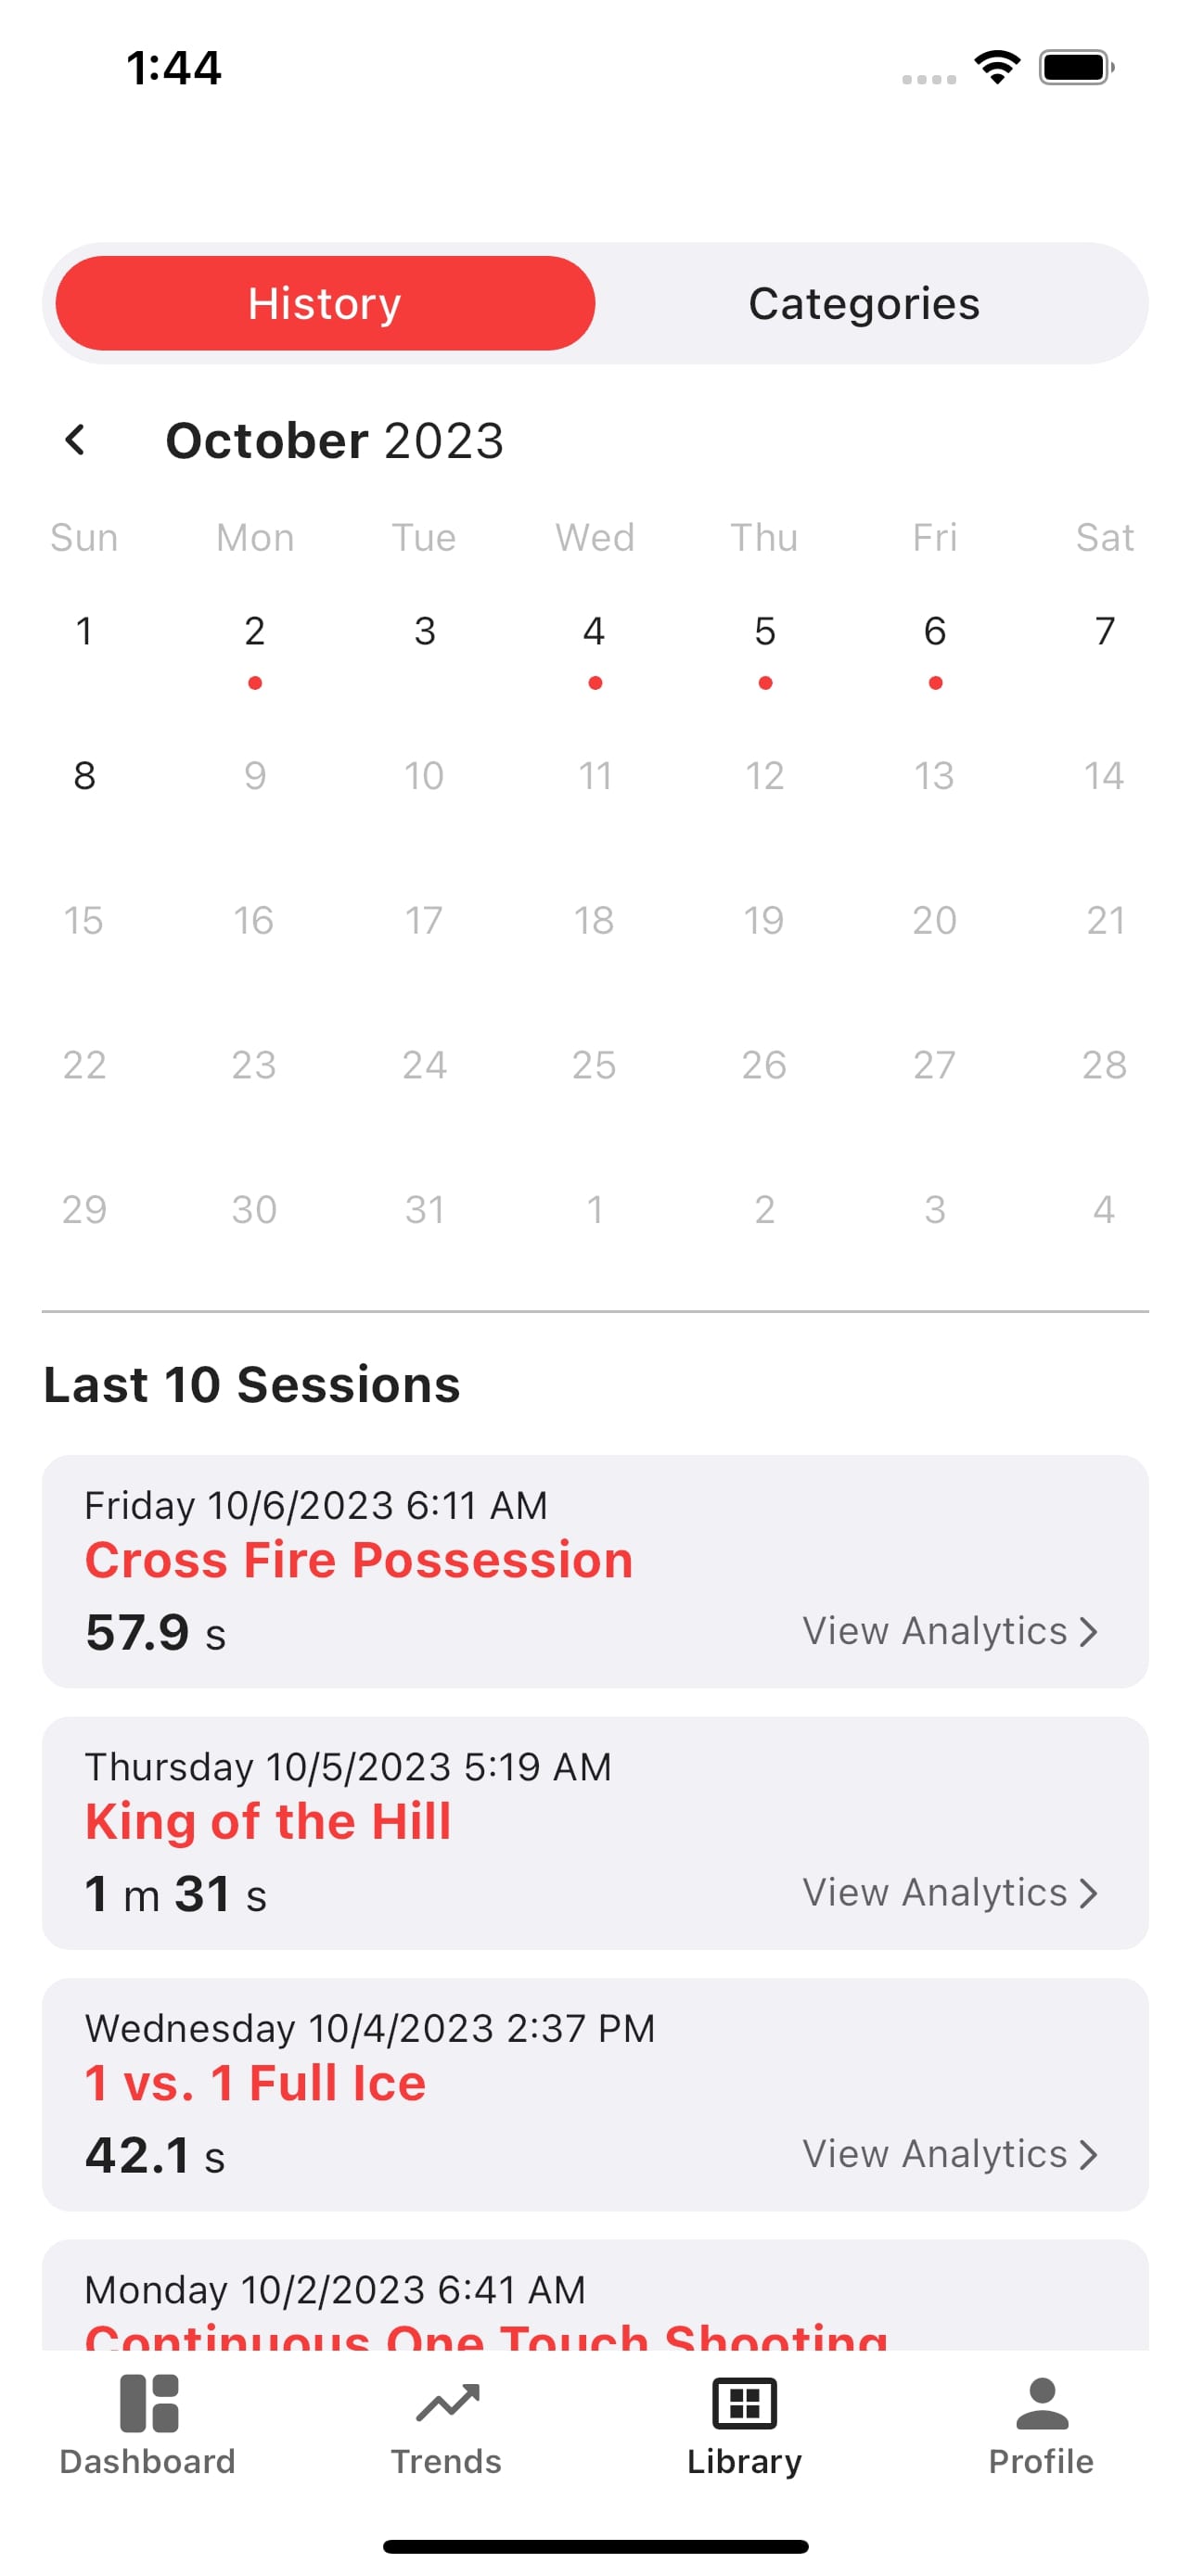 1:44
History Categories
October 2023
Sun Mon Tue Wed Thu Fri Sat
1 2 3 4 5 6 7
8 9 10 11 12 13 14
15 16 17 18 19 20 21
22 23 24 25 26 27 28
29 30 31 1 2 3 4
Last 10 Sessions
Friday 10/6/2023 6:11 AM
Cross Fire Possession
57.9 s View Analytics
Thursday 10/5/2023 5:19 AM
King of the Hill
1 m 31 s View Analytics
Wednesday 10/4/2023 2:37 PM
1 vs. 1 Full Ice
42.1 s View Analytics
Monday 10/2/2023 6:41 AM
Continuous One Touch Shooting
Dashboard Trends Library Profile